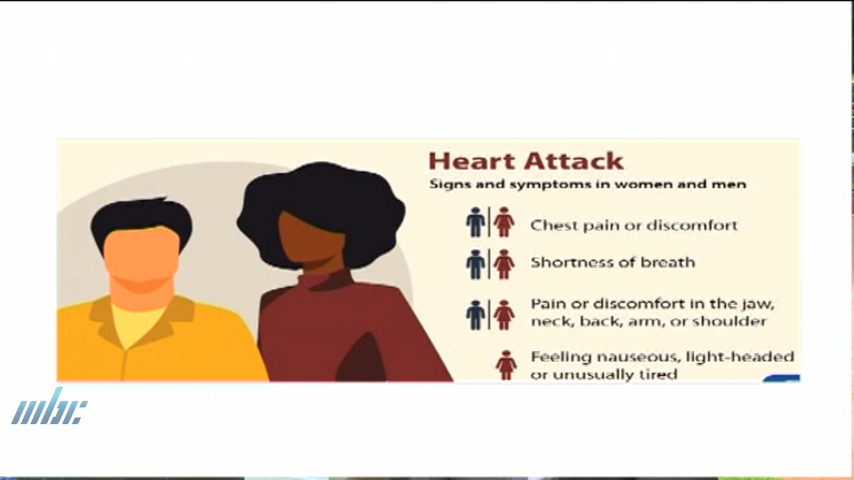 Heart Attack
Signs and symptoms in women and men
Chest pain or discomfort
Shortness of breath
Pain or discomfort in the jaw,
neck, back, arm, or shoulder
Feeling nauseous, light-headed
or unusually tired
mbc